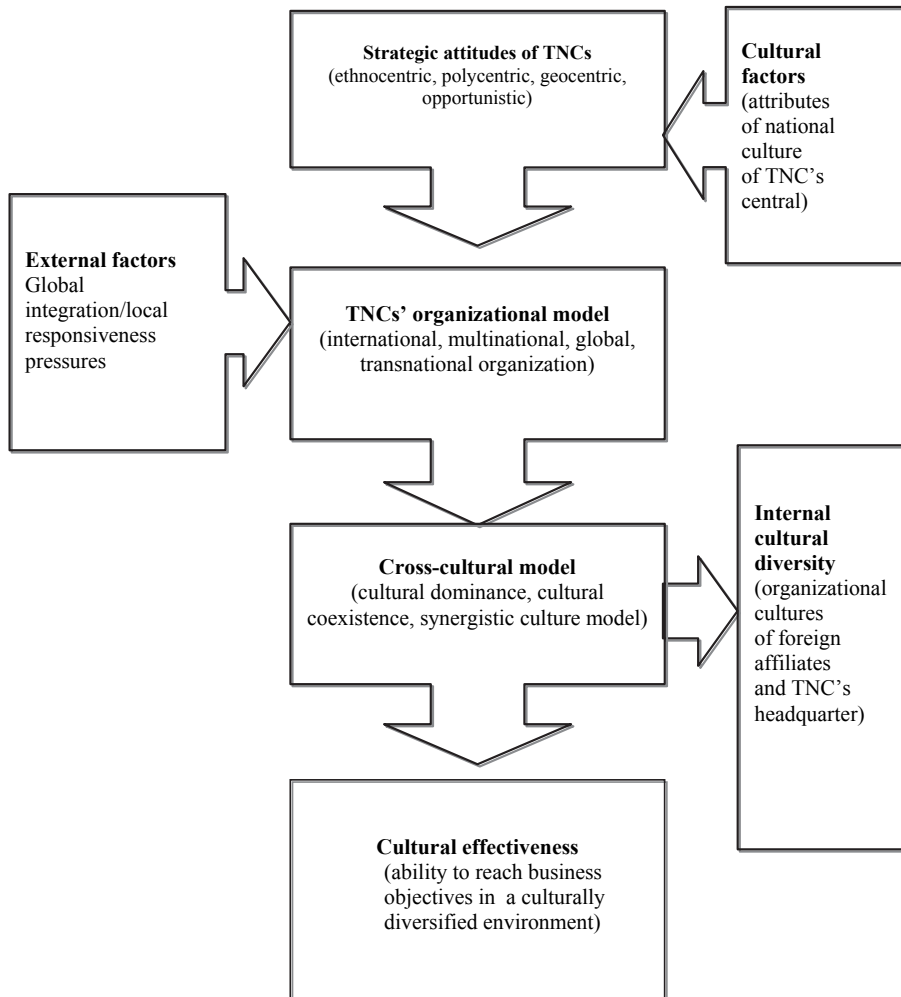 Strategic attitudes of TNCs
(ethnocentric, polycentric, geocentric,
opportunistic)
Cultural
factors
(attributes
of national
culture
of TNC's
central)
External factors
Global
integration/local
responsiveness
pressures
TNCs' organizational model
(international, multinational, global,
transnational organization)
Cross-cultural model
(cultural dominance, cultural
coexistence, synergistic culture model)
Internal
cultural
diversity
(organizational
cultures
of foreign
affiliates
and TNC's
headquarter)
Cultural effectiveness
(ability to reach business
objectives in a culturally
diversified environment)